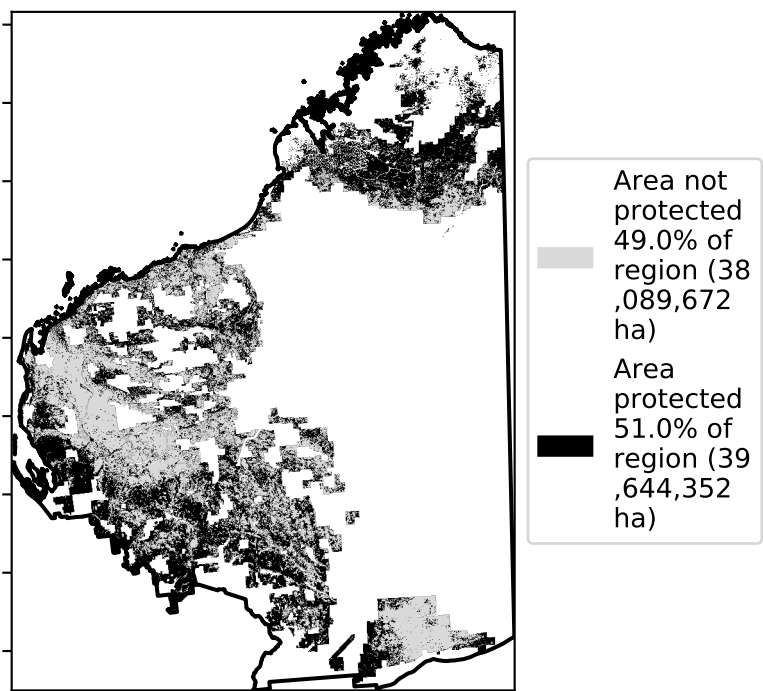 Area not
protected
49.0% of
region (38
,089,672
ha)
Area
protected
51.0% of
region (39
,644,352
ha)